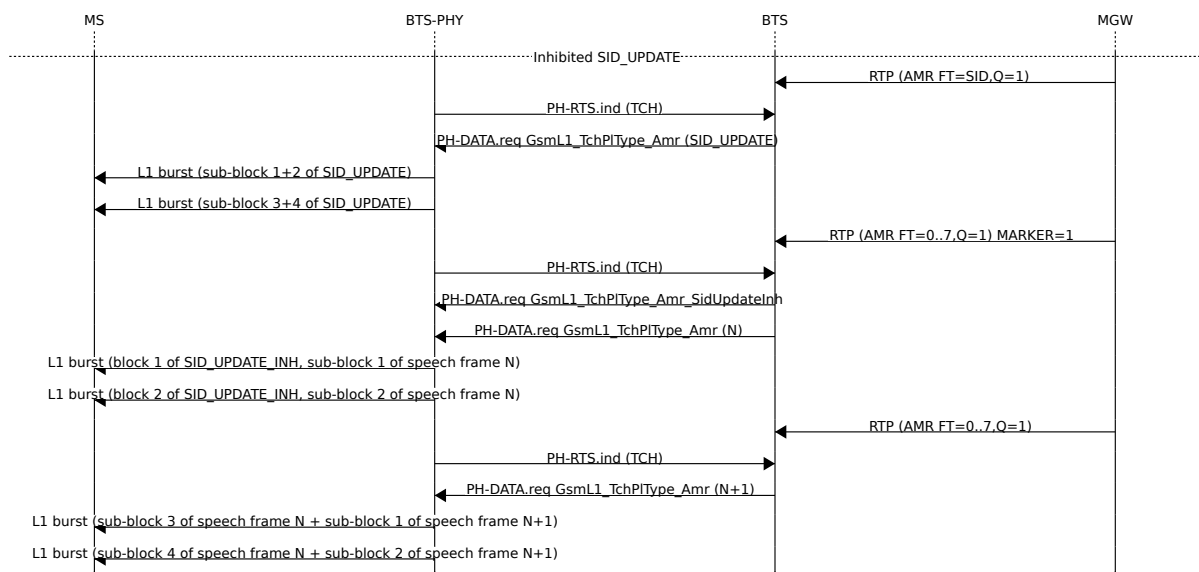 MS BTS-PHY BTS MGW
Inhibited SID_UPDATE
RTP (AMR FT=SID,Q=1)
PH-RTS.ind (TCH)
PH-DATA.req GsmL1_TchPlType_Amr (SID_UPDATE)
L1 burst (sub-block 1+2 of SID_UPDATE)
L1 burst (sub-block 3+4 of SID_UPDATE)
RTP (AMR FT=0..7,Q=1) MARKER=1
PH-RTS.ind (TCH)
PH-DATA.req GsmL1_TchPlType_Amr_SidUpdateInh
PH-DATA.req GsmL1_TchPlType_Amr (N)
L1 burst (block 1 of SID_UPDATE_INH, sub-block 1 of speech frame N)
L1 burst (block 2 of SID_UPDATE_INH, sub-block 2 of speech frame N)
RTP (AMR FT=0..7,Q=1)
PH-RTS.ind (TCH)
PH-DATA.req GsmL1_TchPlType_Amr (N+1)
L1 burst (sub-block 3 of speech frame N + sub-block 1 of speech frame N+1)
L1 burst (sub-block 4 of speech frame N + sub-block 2 of speech frame N+1)